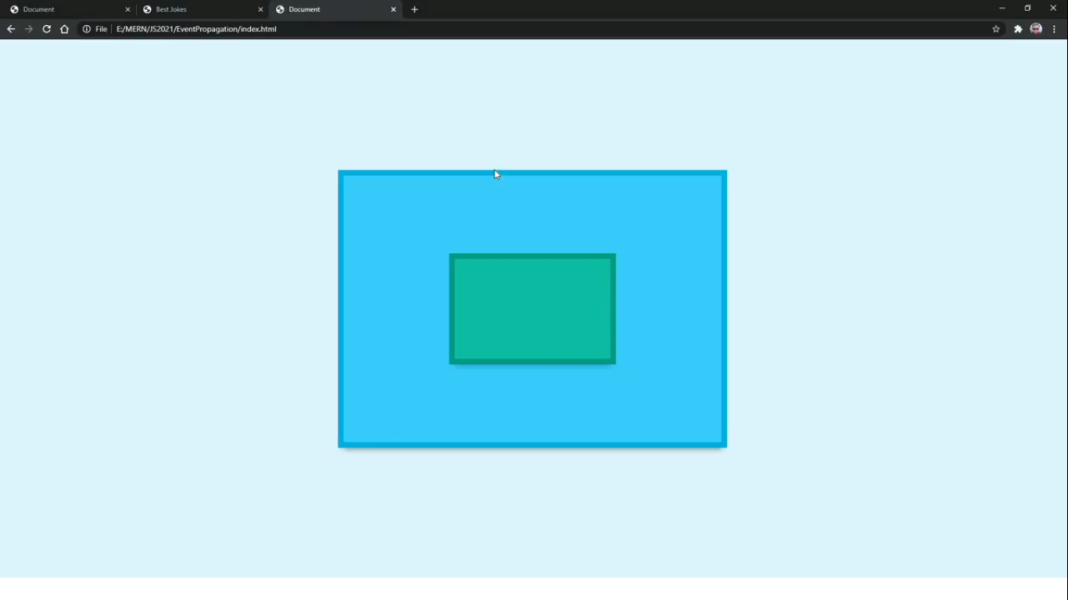 Document
Best Jokes
Document
File
E:/MERN/JS2021/EventPropagation/index.html